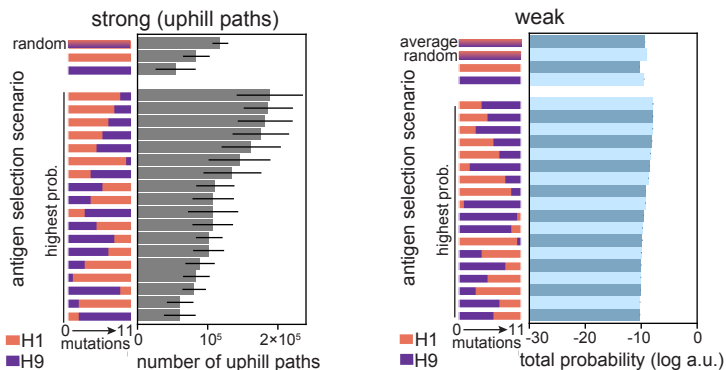 strong (uphill paths)
random
antigen selection scenario
highest prob.
0
11
mutations
0
10⁵
2×10⁵
number of uphill paths
H1
H9
weak
average
random
antigen selection scenario
highest prob.
0
11
mutations
-30
-20
-10
0
total probability (log a.u.)
H1
H9